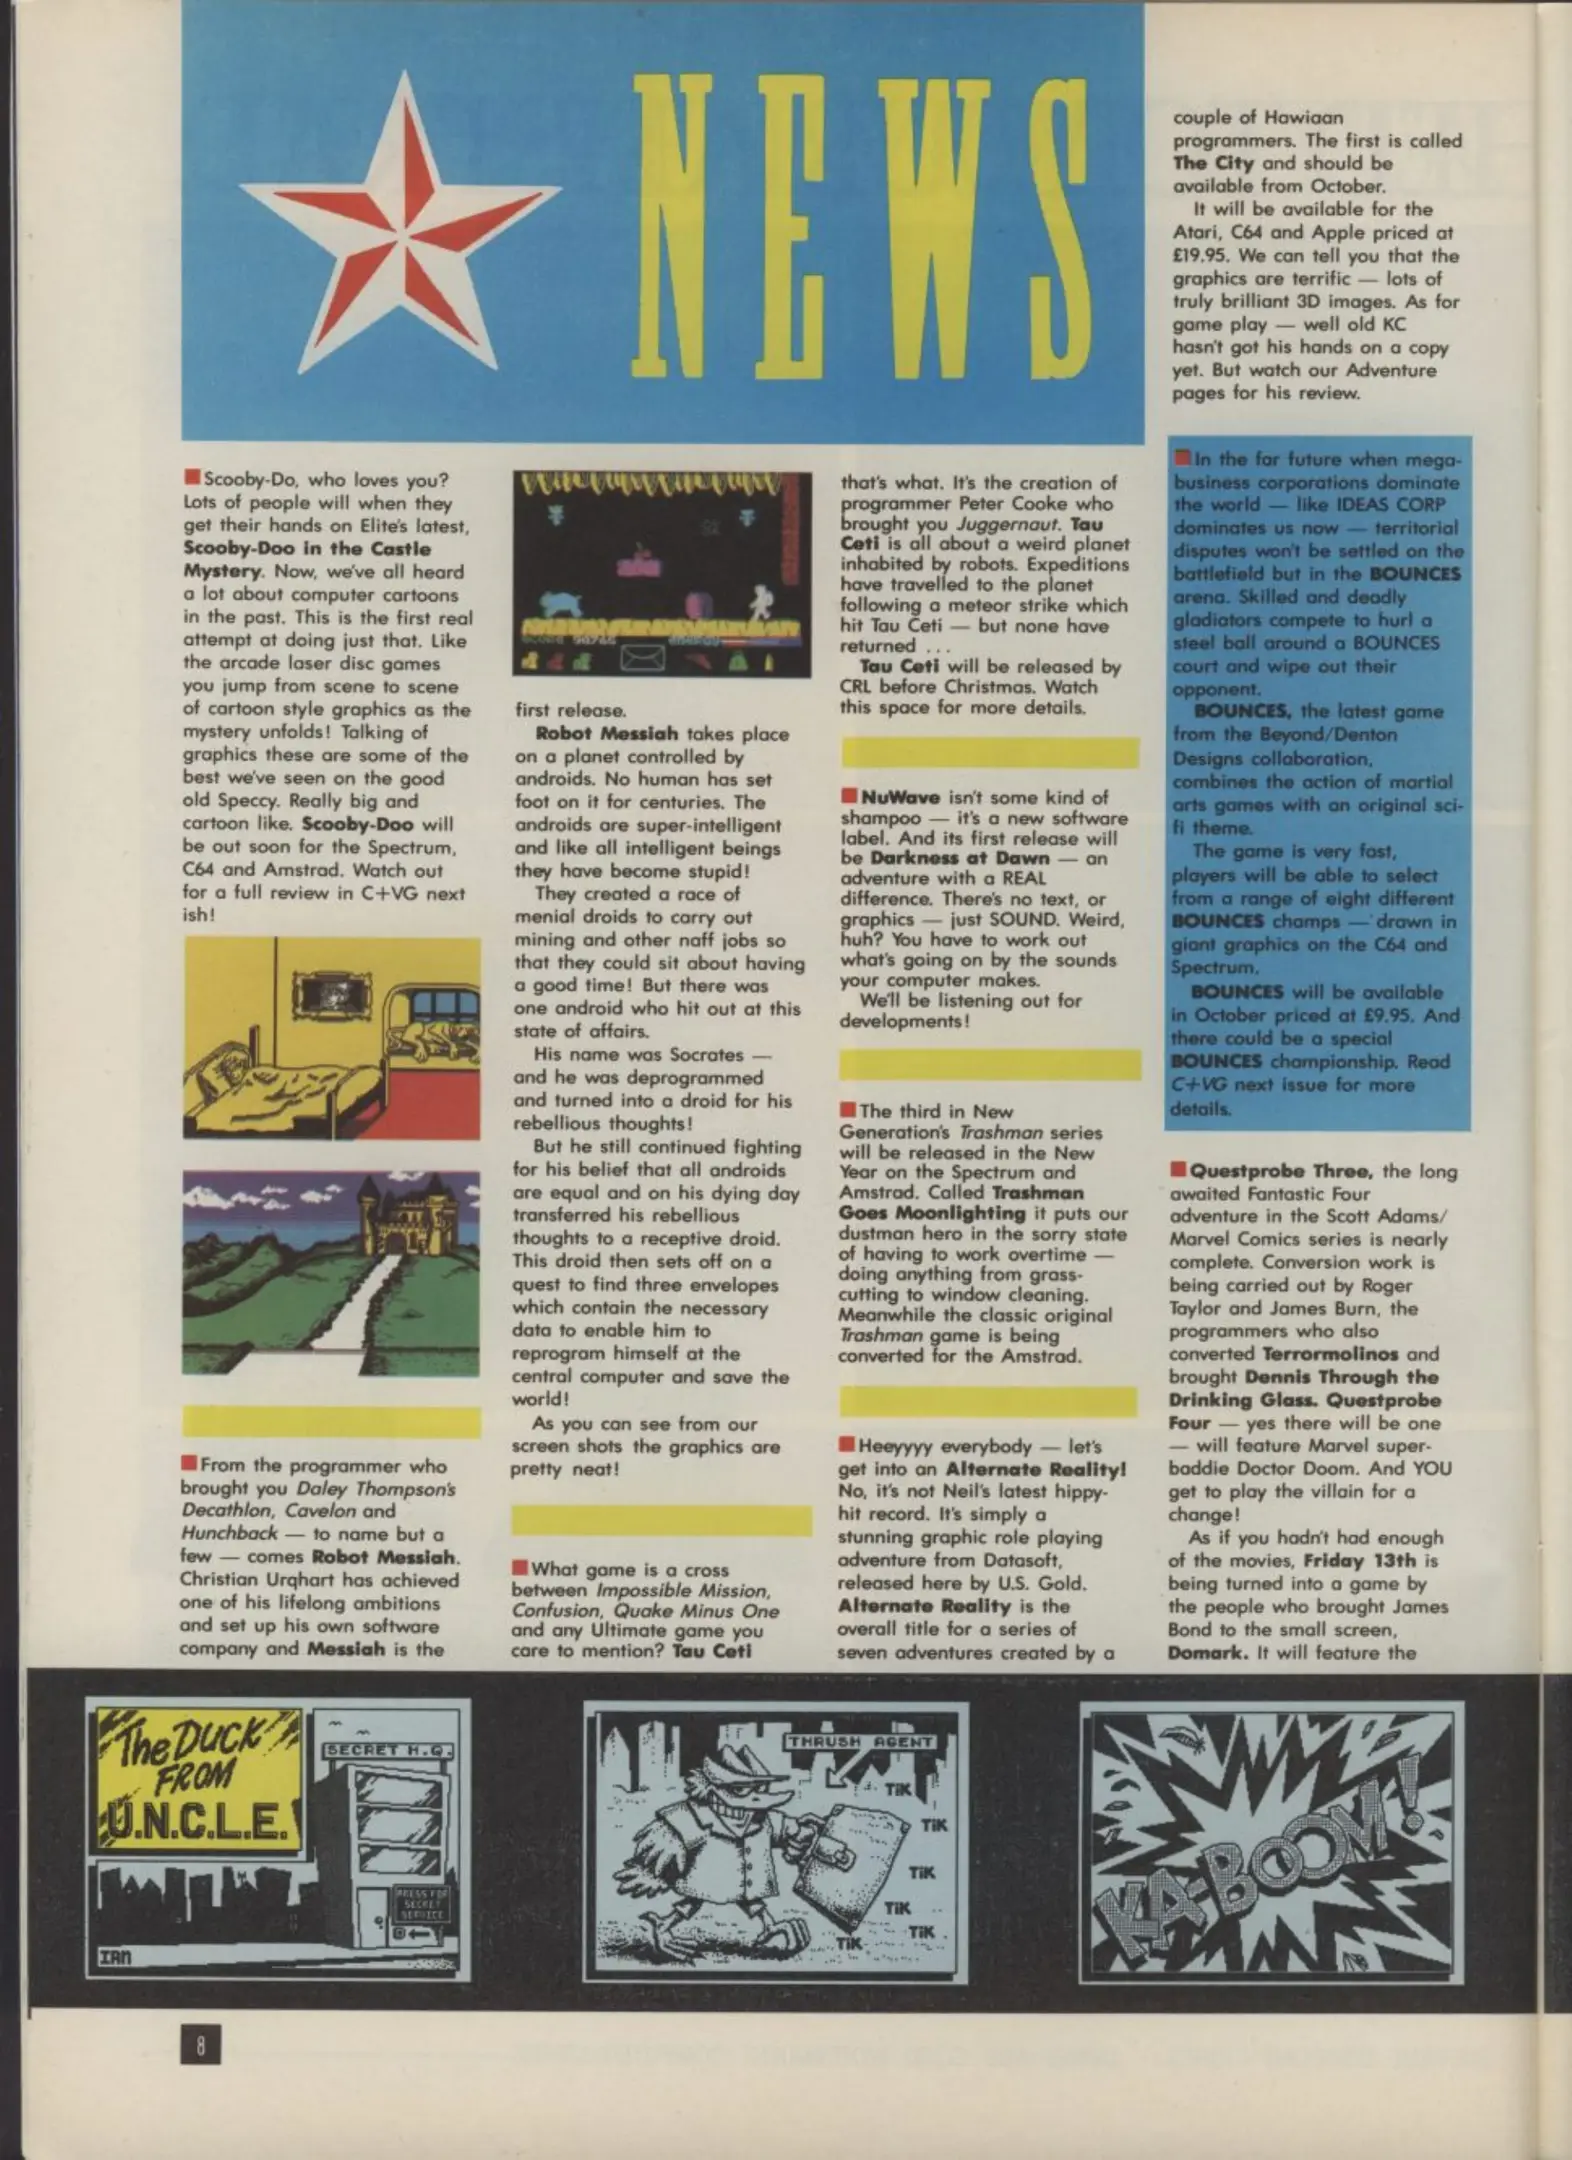 NEWS
■ Scooby-Do, who loves you?
Lots of people will when they
get their hands on Elite's latest,
Scooby-Doo in the Castle
Mystery. Now, we've all heard
a lot about computer cartoons
in the past. This is the first real
attempt at doing just that. Like
the arcade laser disc games
you jump from scene to scene
of cartoon style graphics as the
mystery unfolds! Talking of
graphics these are some of the
best we've seen on the good
old Speccy. Really big and
cartoon like. Scooby-Doo will
be out soon for the Spectrum,
C64 and Amstrad. Watch out
for a full review in C+VG next
ish!
■ From the programmer who
brought you Daley Thompson's
Decathlon, Cavelon and
Hunchback — to name but a
few — comes Robot Messiah.
Christian Urqhart has achieved
one of his lifelong ambitions
and set up his own software
company and Messiah is the
first release.
Robot Messiah takes place
on a planet controlled by
androids. No human has set
foot on it for centuries. The
androids are super-intelligent
and like all intelligent beings
they have become stupid!
They created a race of
menial droids to carry out
mining and other naff jobs so
that they could sit about having
a good time! But there was
one android who hit out at this
state of affairs.
His name was Socrates —
and he was deprogrammed
and turned into a droid for his
rebellious thoughts!
But he still continued fighting
for his belief that all androids
are equal and on his dying day
transferred his rebellious
thoughts to a receptive droid.
This droid then sets off on a
quest to find three envelopes
which contain the necessary
data to enable him to
reprogram himself at the
central computer and save the
world!
As you can see from our
screen shots the graphics are
pretty neat!
■ What game is a cross
between Impossible Mission,
Confusion, Quake Minus One
and any Ultimate game you
care to mention? Tau Ceti
that's what. It's the creation of
programmer Peter Cooke who
brought you Juggernaut. Tau
Ceti is all about a weird planet
inhabited by robots. Expeditions
have travelled to the planet
following a meteor strike which
hit Tau Ceti — but none have
returned ...
Tau Ceti will be released by
CRL before Christmas. Watch
this space for more details.
■ NuWave isn't some kind of
shampoo — it's a new software
label. And its first release will
be Darkness at Dawn — an
adventure with a REAL
difference. There's no text, or
graphics — just SOUND. Weird,
huh? You have to work out
what's going on by the sounds
your computer makes.
We'll be listening out for
developments!
■ The third in New
Generation's Trashman series
will be released in the New
Year on the Spectrum and
Amstrad. Called Trashman
Goes Moonlighting it puts our
dustman hero in the sorry state
of having to work overtime —
doing anything from grass-
cutting to window cleaning.
Meanwhile the classic original
Trashman game is being
converted for the Amstrad.
■ Heeyyyy everybody — let's
get into an Alternate Reality!
No, it's not Neil's latest hippy-
hit record. It's simply a
stunning graphic role playing
adventure from Datasoft,
released here by U.S. Gold.
Alternate Reality is the
overall title for a series of
seven adventures created by a
couple of Hawiaan
programmers. The first is called
The City and should be
available from October.
It will be available for the
Atari, C64 and Apple priced at
£19.95. We can tell you that the
graphics are terrific — lots of
truly brilliant 3D images. As for
game play — well old KC
hasn't got his hands on a copy
yet. But watch our Adventure
pages for his review.
■ In the far future when mega-
business corporations dominate
the world — like IDEAS CORP
dominates us now — territorial
disputes won't be settled on the
battlefield but in the BOUNCES
arena. Skilled and deadly
gladiators compete to hurl a
steel ball around a BOUNCES
court and wipe out their
opponent.
BOUNCES, the latest game
from the Beyond/Denton
Designs collaboration,
combines the action of martial
arts games with an original sci-
fi theme.
The game is very fast,
players will be able to select
from a range of eight different
BOUNCES champs — drawn in
giant graphics on the C64 and
Spectrum.
BOUNCES will be available
in October priced at £9.95. And
there could be a special
BOUNCES championship. Read
C+VG next issue for more
details.
■ Questprobe Three, the long
awaited Fantastic Four
adventure in the Scott Adams/
Marvel Comics series is nearly
complete. Conversion work is
being carried out by Roger
Taylor and James Burn, the
programmers who also
converted Terrormolinos and
brought Dennis Through the
Drinking Glass. Questprobe
Four — yes there will be one
— will feature Marvel super-
baddie Doctor Doom. And YOU
get to play the villain for a
change!
As if you hadn't had enough
of the movies, Friday 13th is
being turned into a game by
the people who brought James
Bond to the small screen,
Domark. It will feature the
The DUCK
FROM
U.N.C.L.E.
SECRET H.Q.
PRESS FOR
SECRET
SERVICE
IAN
THRUSH AGENT
TiK
TiK
TiK
TiK
TiK
TiK
TiK
KA-BOOM!
8